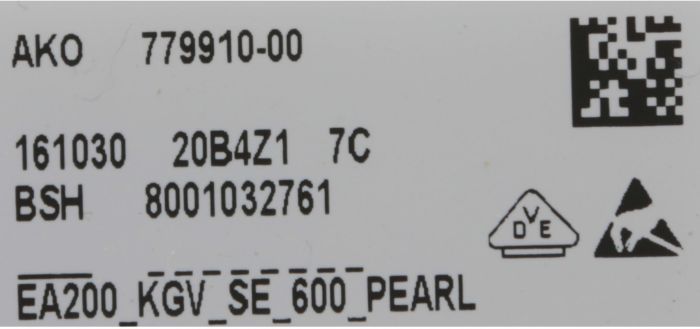 AKO 779910-00
161030 20B4Z1 7C
BSH 8001032761
DVE
EA200_KGV_SE_600_PEARL